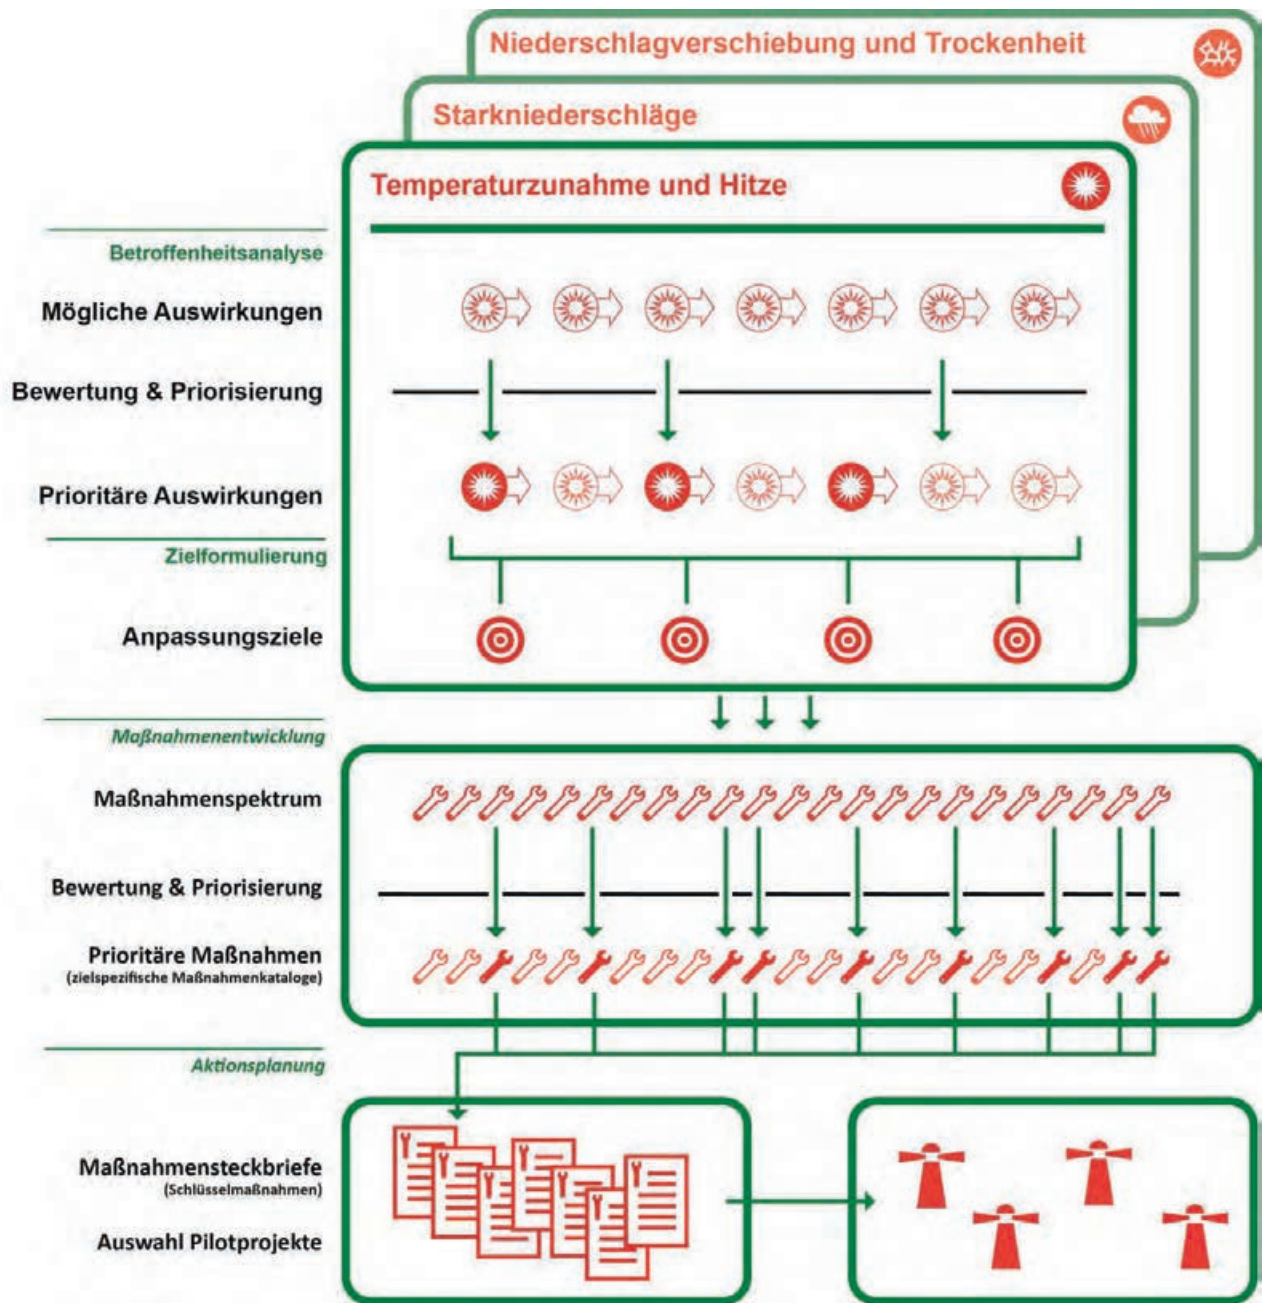 Niederschlagverschiebung und Trockenheit
Starkniederschläge
Temperaturzunahme und Hitze
Betroffenheitsanalyse
Mögliche Auswirkungen
Bewertung & Priorisierung
Prioritäre Auswirkungen
Zielformulierung
Anpassungsziele
Maßnahmenentwicklung
Maßnahmenspektrum
Bewertung & Priorisierung
Prioritäre Maßnahmen
(zielspezifische Maßnahmenkataloge)
Aktionsplanung
Maßnahmensteckbriefe
(Schlüsselmaßnahmen)
Auswahl Pilotprojekte